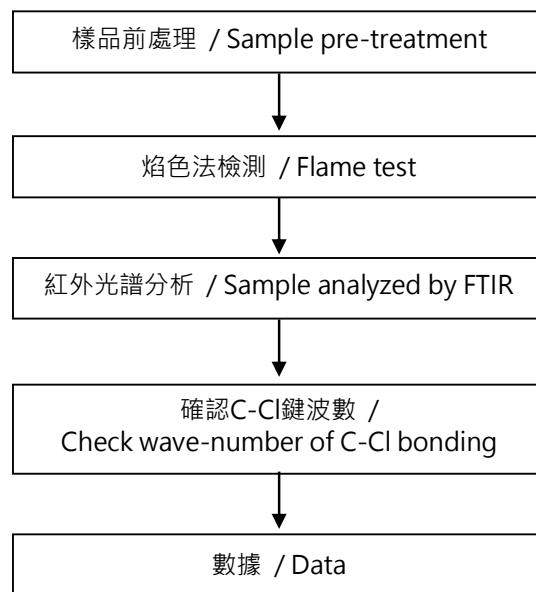 樣品前處理 / Sample pre-treatment
焰色法檢測 / Flame test
紅外光譜分析 / Sample analyzed by FTIR
確認C-Cl鍵波數 /
Check wave-number of C-Cl bonding
數據 / Data